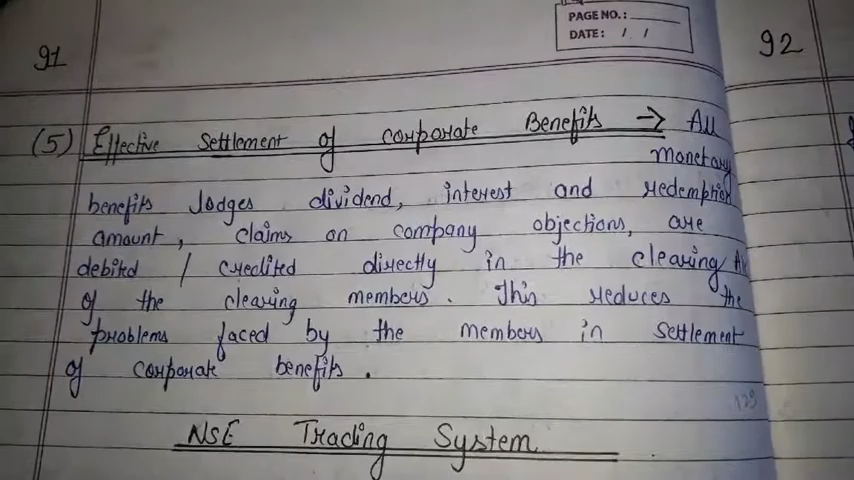 PAGE NO.:
DATE: / /
91
92
(5) Effective Settlement of corporate Benefits → All
monetary
benefits lodges dividend, interest and redemption
amount, claims on company objections, are
debited / credited directly in the clearing A/c
of the clearing members. This reduces the
problems faced by the members in settlement
of corporate benefits.
129
NSE Trading System